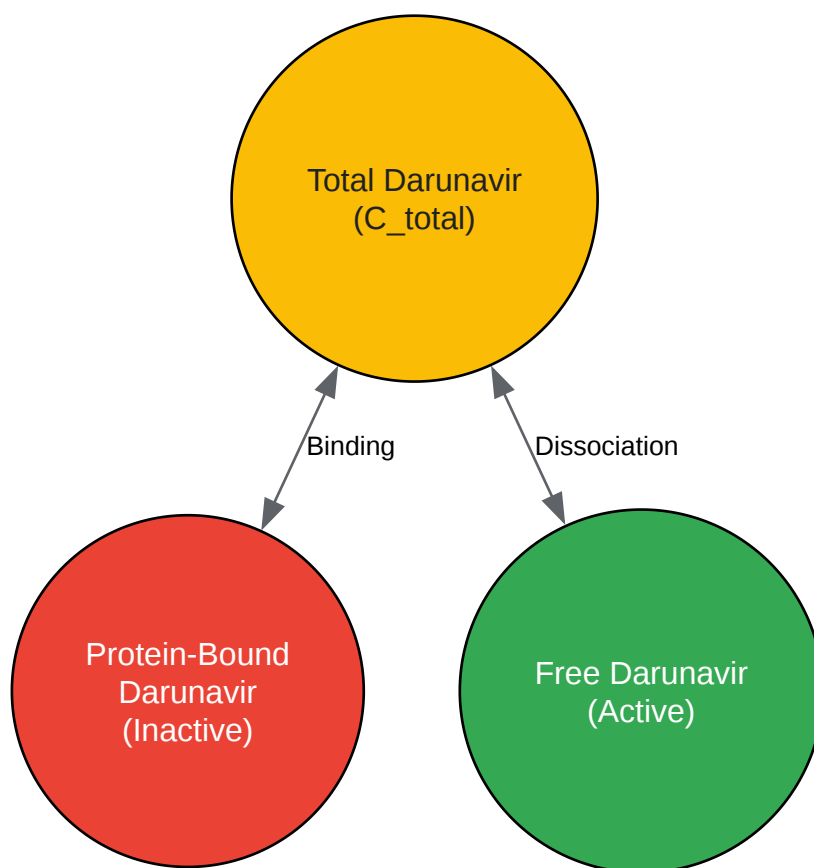 Total Darunavir
(C_total)
Binding
Dissociation
Protein-Bound
Darunavir
(Inactive)
Free Darunavir
(Active)